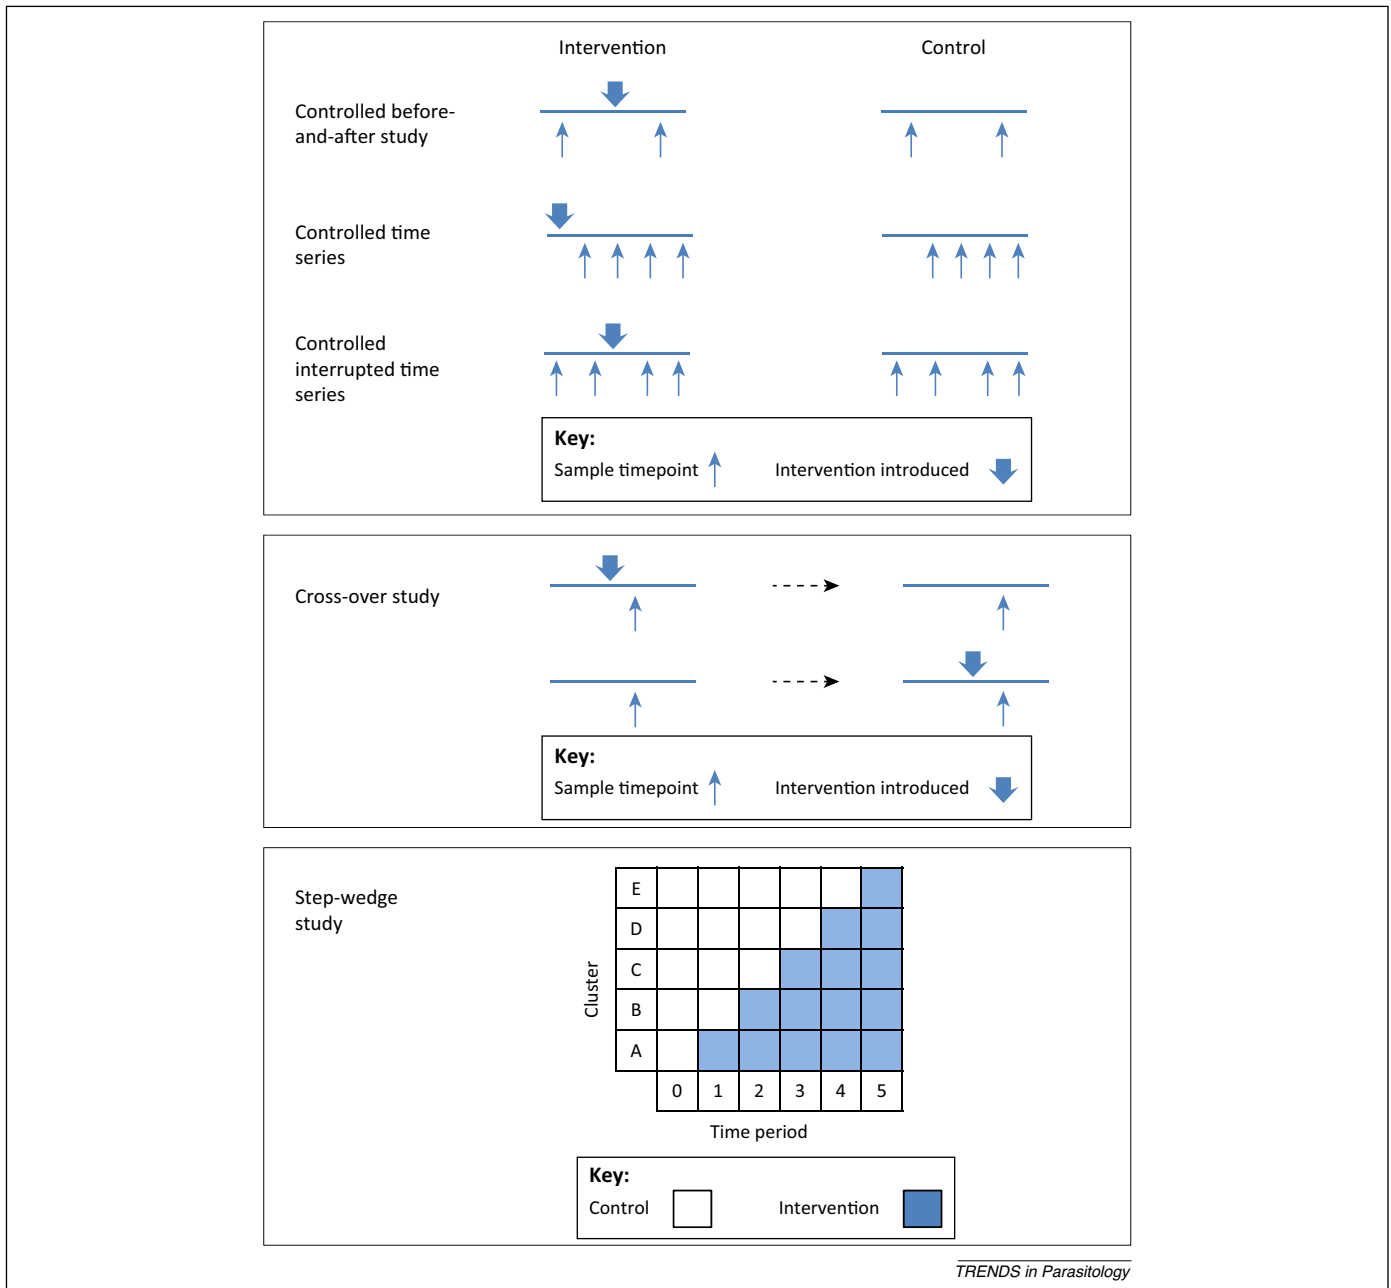 Intervention Control
Controlled before-
and-after study
Controlled time
series
Controlled
interrupted time
series
Key:
Sample timepoint Intervention introduced
Cross-over study
Key:
Sample timepoint Intervention introduced
Step-wedge
study
Cluster
E
D
C
B
A
0 1 2 3 4 5
Time period
Key:
Control Intervention
TRENDS in Parasitology